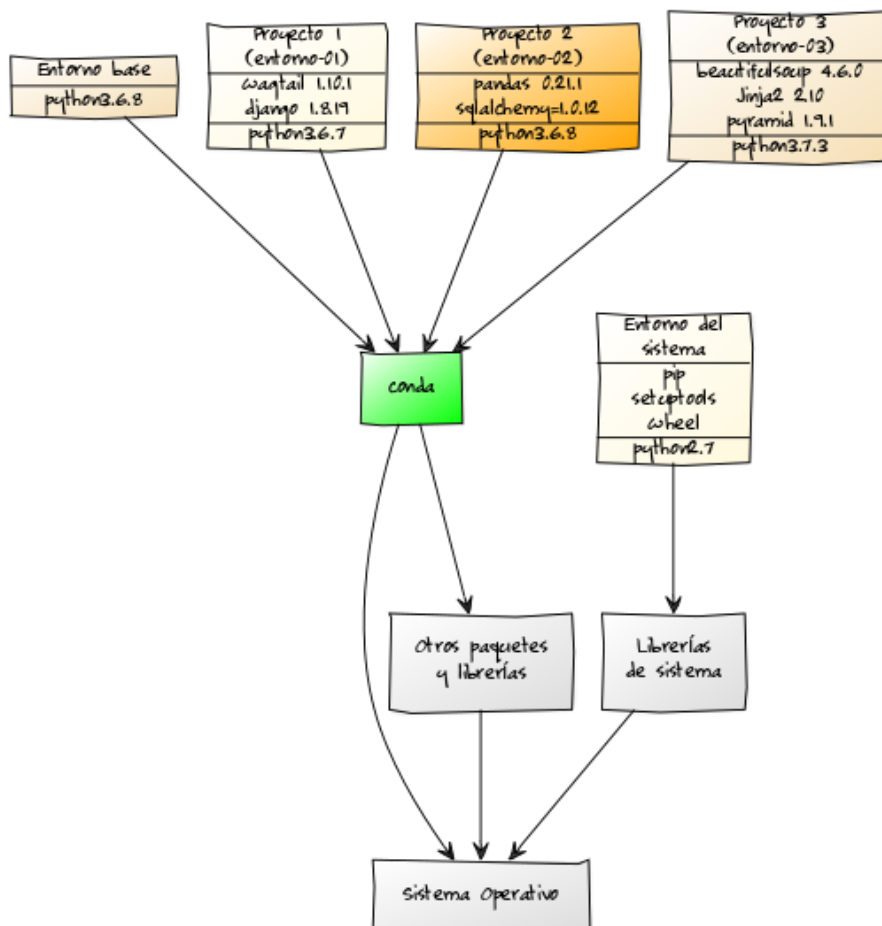 Entorno base
python3.6.8
Proyecto 1
(entorno-01)
wagtail 1.10.1
django 1.8.19
python3.6.7
Proyecto 2
(entorno-02)
pandas 0.21.1
sqlalchemy=1.0.12
python3.6.8
Proyecto 3
(entorno-03)
beautifulsoup 4.6.0
Jinja2 2.10
pyramid 1.9.1
python3.7.3
conda
Entorno del
sistema
pip
setuptools
wheel
python2.7
Otros paquetes
y librerías
Librerías
de sistema
Sistema Operativo